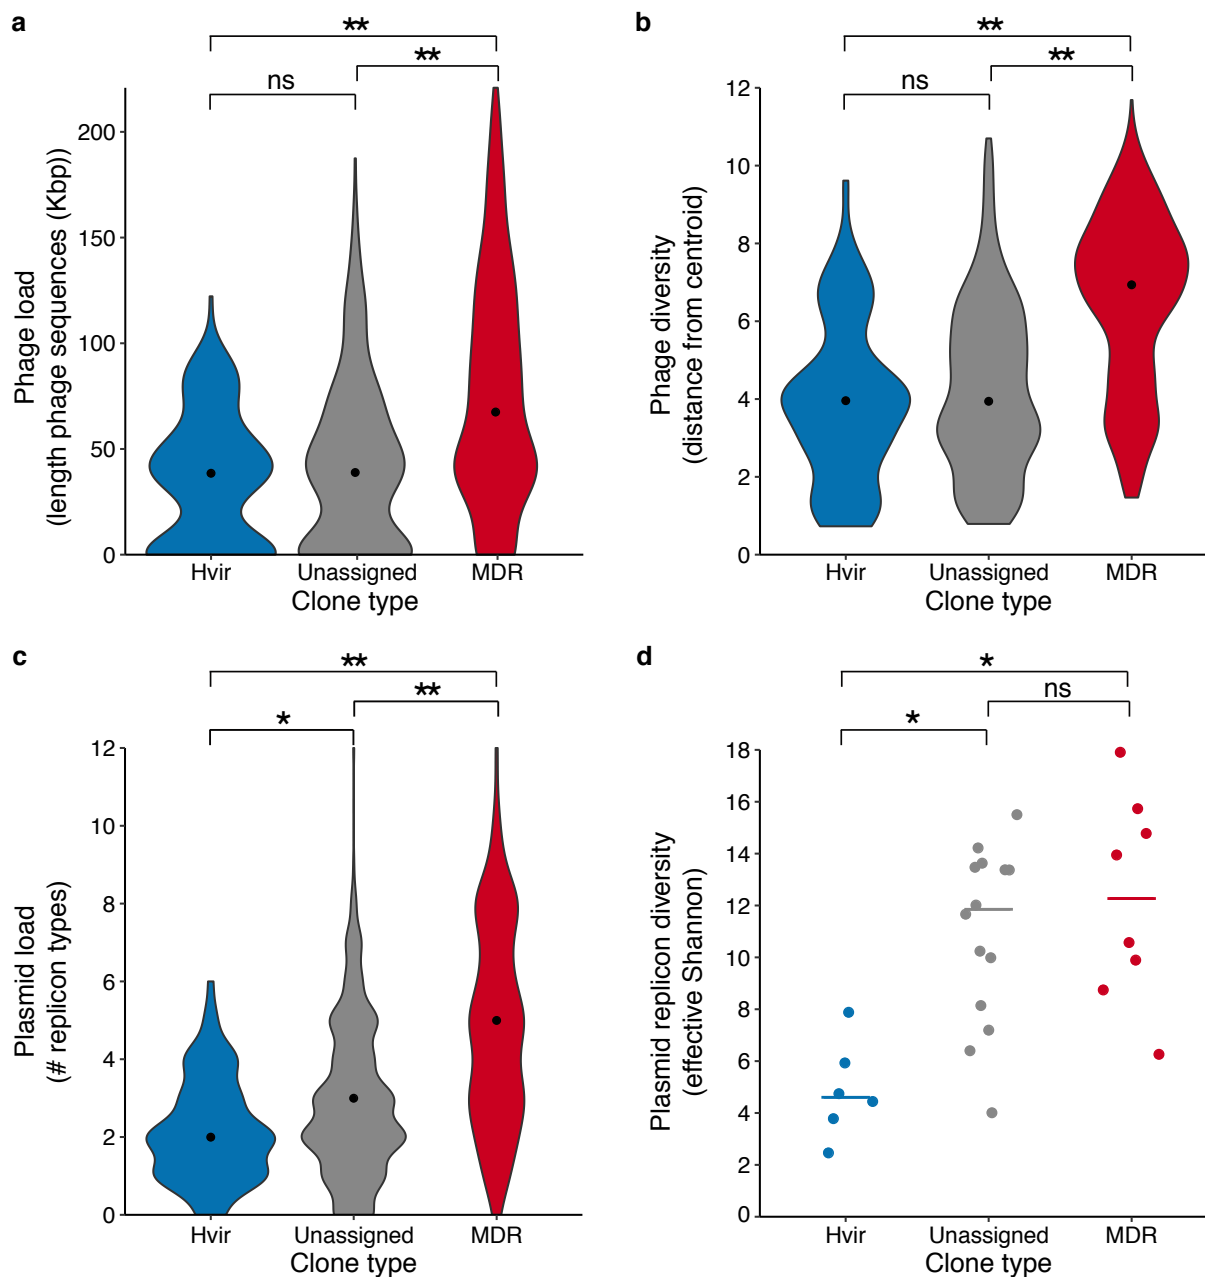 a
**
**
ns
Phage load
(length phage sequences (Kbp))
200
150
100
50
0
Hvir
Unassigned
MDR
Clone type
b
**
**
ns
Phage diversity
(distance from centroid)
12
10
8
6
4
2
0
Hvir
Unassigned
MDR
Clone type
c
**
**
*
Plasmid load
(# replicon types)
12
10
8
6
4
2
0
Hvir
Unassigned
MDR
Clone type
d
*
ns
*
Plasmid replicon diversity
(effective Shannon)
18
16
14
12
10
8
6
4
2
0
Hvir
Unassigned
MDR
Clone type